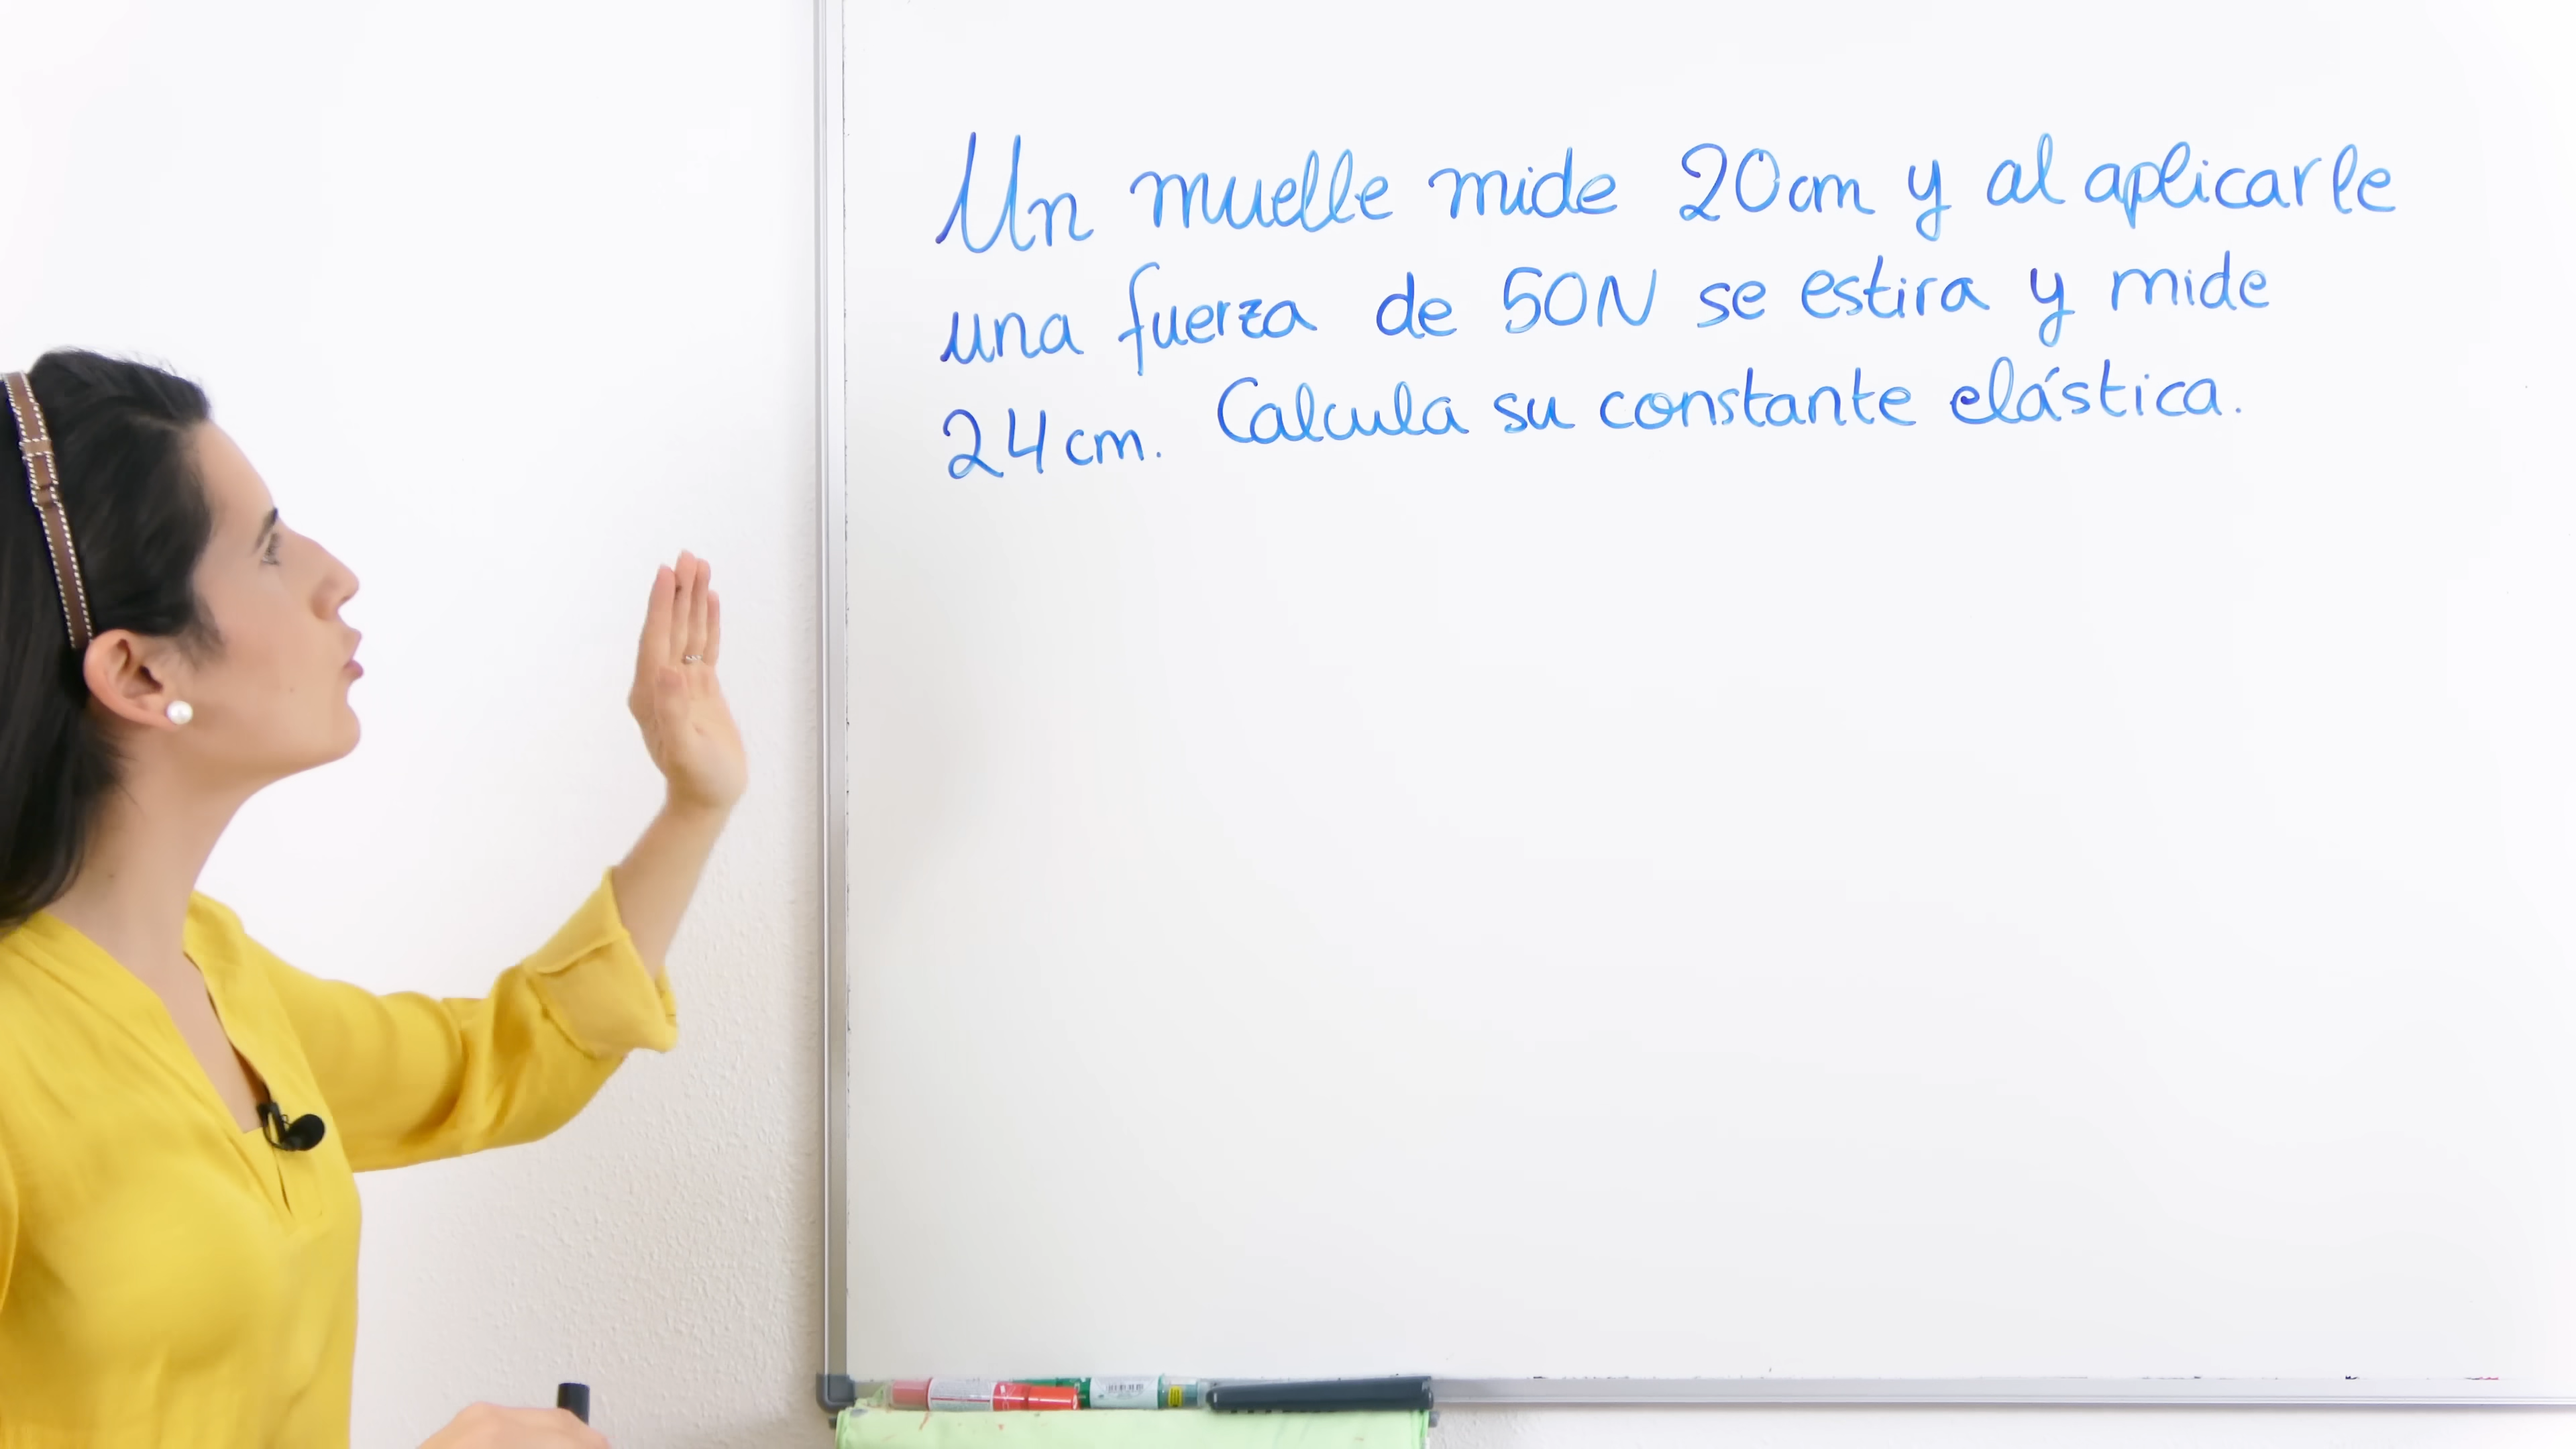 Un muelle mide 20cm y al aplicarle
una fuerza de 50N se estira y mide
24cm. Calcula su constante elástica.